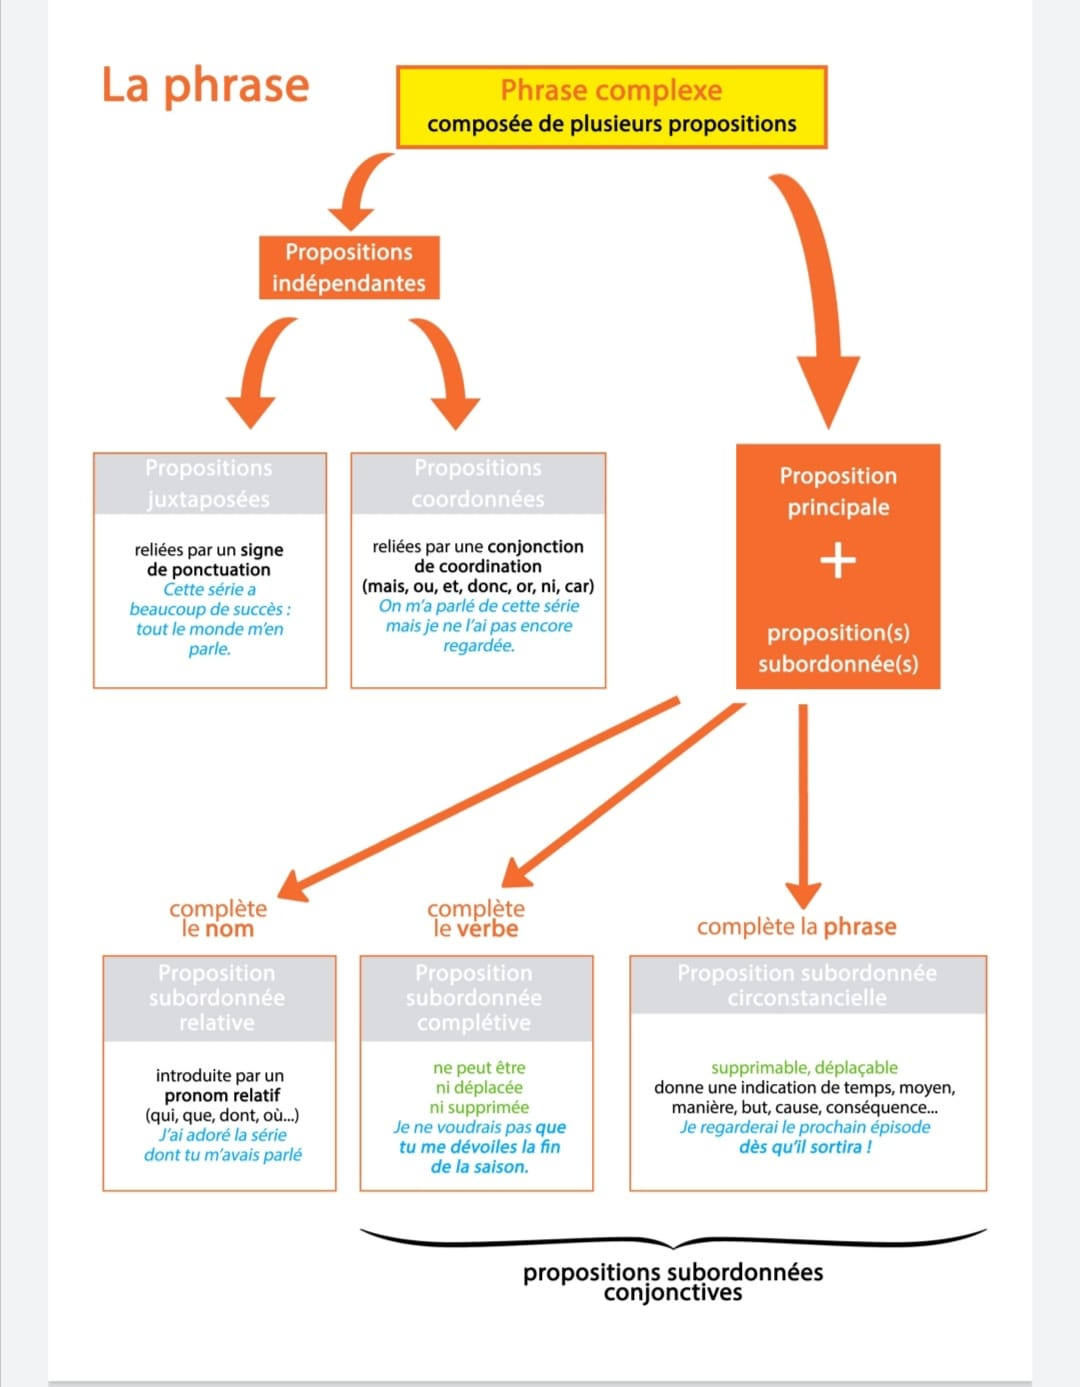 La phrase
Phrase complexe
composée de plusieurs propositions
Propositions
indépendantes
Propositions
juxtaposées
reliées par un signe
de ponctuation
Cette série a
beaucoup de succès :
tout le monde m'en
parle.
Propositions
coordonnées
reliées par une conjonction
de coordination
(mais, ou, et, donc, or, ni, car)
On m'a parlé de cette série
mais je ne l'ai pas encore
regardée.
Proposition
principale
+
proposition(s)
subordonnée(s)
complète
le nom
Proposition
subordonnée
relative
introduite par un
pronom relatif
(qui, que, dont, où...)
J'ai adoré la série
dont tu m'avais parlé
complète
le verbe
Proposition
subordonnée
complétive
ne peut être
ni déplacée
ni supprimée
Je ne voudrais pas que
tu me dévoiles la fin
de la saison.
complète la phrase
Proposition subordonnée
circonstancielle
supprimable, déplaçable
donne une indication de temps, moyen,
manière, but, cause, conséquence...
Je regarderai le prochain épisode
dès qu'il sortira !
propositions subordonnées
conjonctives